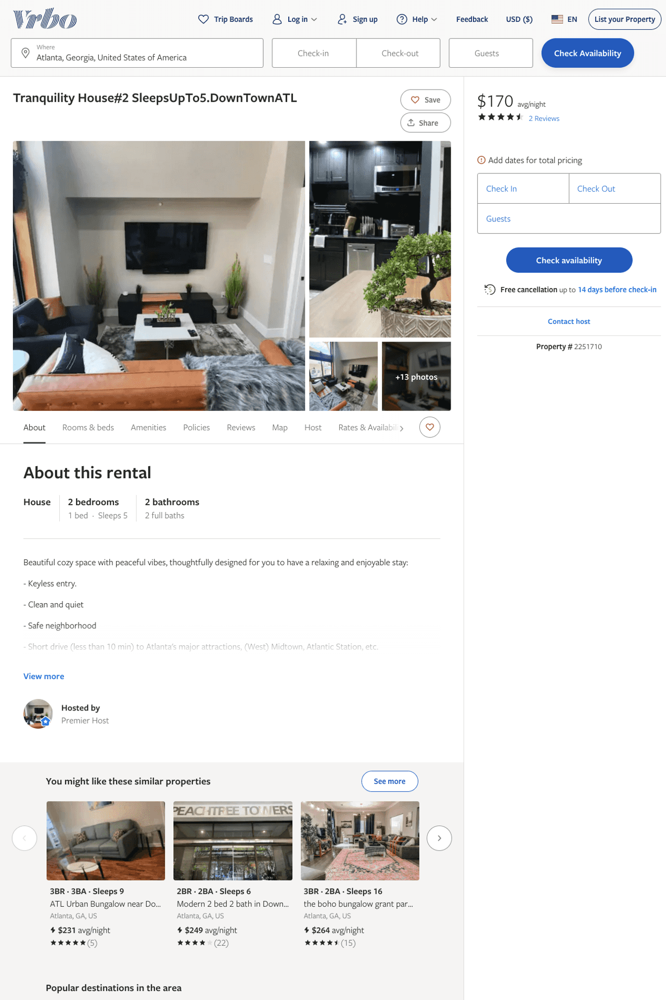 Vrbo
Trip Boards
Log in
Sign up
Help
Feedback
USD ($)
EN
List your Property
Where
Atlanta, Georgia, United States of America
Check-in
Check-out
Guests
Check Availability
Tranquility House#2 SleepsUpTo5.DownTownATL
Save
Share
$170 avg/night
2 Reviews
Add dates for total pricing
Check In
Check Out
Guests
Check availability
Free cancellation up to 14 days before check-in
Contact host
Property # 2251710
+13 photos
About
Rooms & beds
Amenities
Policies
Reviews
Map
Host
Rates & Availabili
About this rental
House
2 bedrooms
1 bed · Sleeps 5
2 bathrooms
2 full baths
Beautiful cozy space with peaceful vibes, thoughtfully designed for you to have a relaxing and enjoyable stay:
- Keyless entry.
- Clean and quiet
- Safe neighborhood
- Short drive (less than 10 min) to Atlanta's major attractions, (West) Midtown, Atlantic Station, etc.
View more
Hosted by
Premier Host
You might like these similar properties
See more
PEACHTREE TOWERS
3BR · 3BA · Sleeps 9
ATL Urban Bungalow near Do...
Atlanta, GA, US
$231 avg/night
(5)
2BR · 2BA · Sleeps 6
Modern 2 bed 2 bath in Down...
Atlanta, GA, US
$249 avg/night
(22)
3BR · 2BA · Sleeps 16
the boho bungalow grant par...
Atlanta, GA, US
$264 avg/night
(15)
Popular destinations in the area